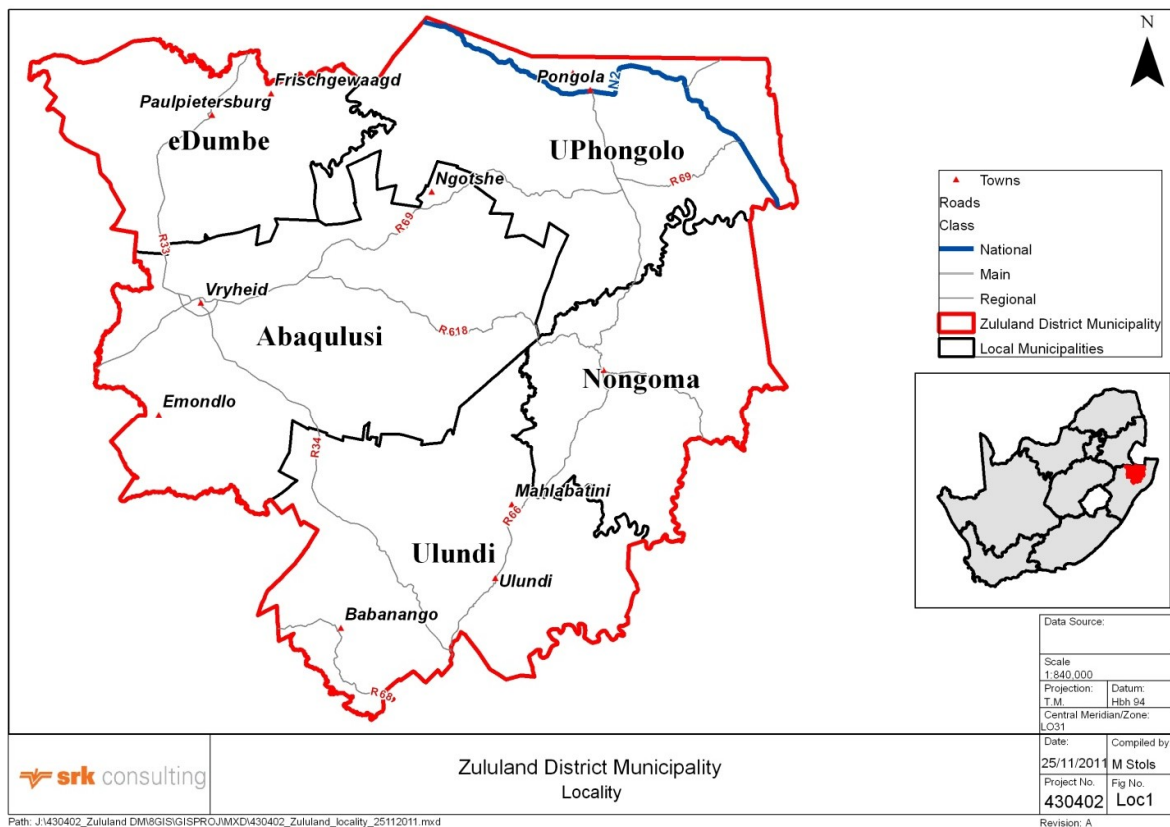 N
Pongola
N2
Frischgewaagd
Paulpietersburg
eDumbe
UPhongolo
Ngotshe
R69
R69
R33
Vryheid
R618
Abaqulusi
Nongoma
Emondlo
R34
Mahlabatini
R66
Ulundi
Ulundi
Babanango
R68
Towns
Roads
Class
National
Main
Regional
Zululand District Municipality
Local Municipalities
Data Source:
Scale
1:840,000
Projection: Datum:
T.M. Hbh 94
Central Meridian/Zone:
LO31
Date: Compiled by
25/11/2011 M Stols
Project No. Fig No.
430402 Loc1
Revision: A
srk consulting
Zululand District Municipality
Locality
Path: J:\430402_Zululand DM\8GIS\GISPROJ\MXD\430402_Zululand_locality_25112011.mxd